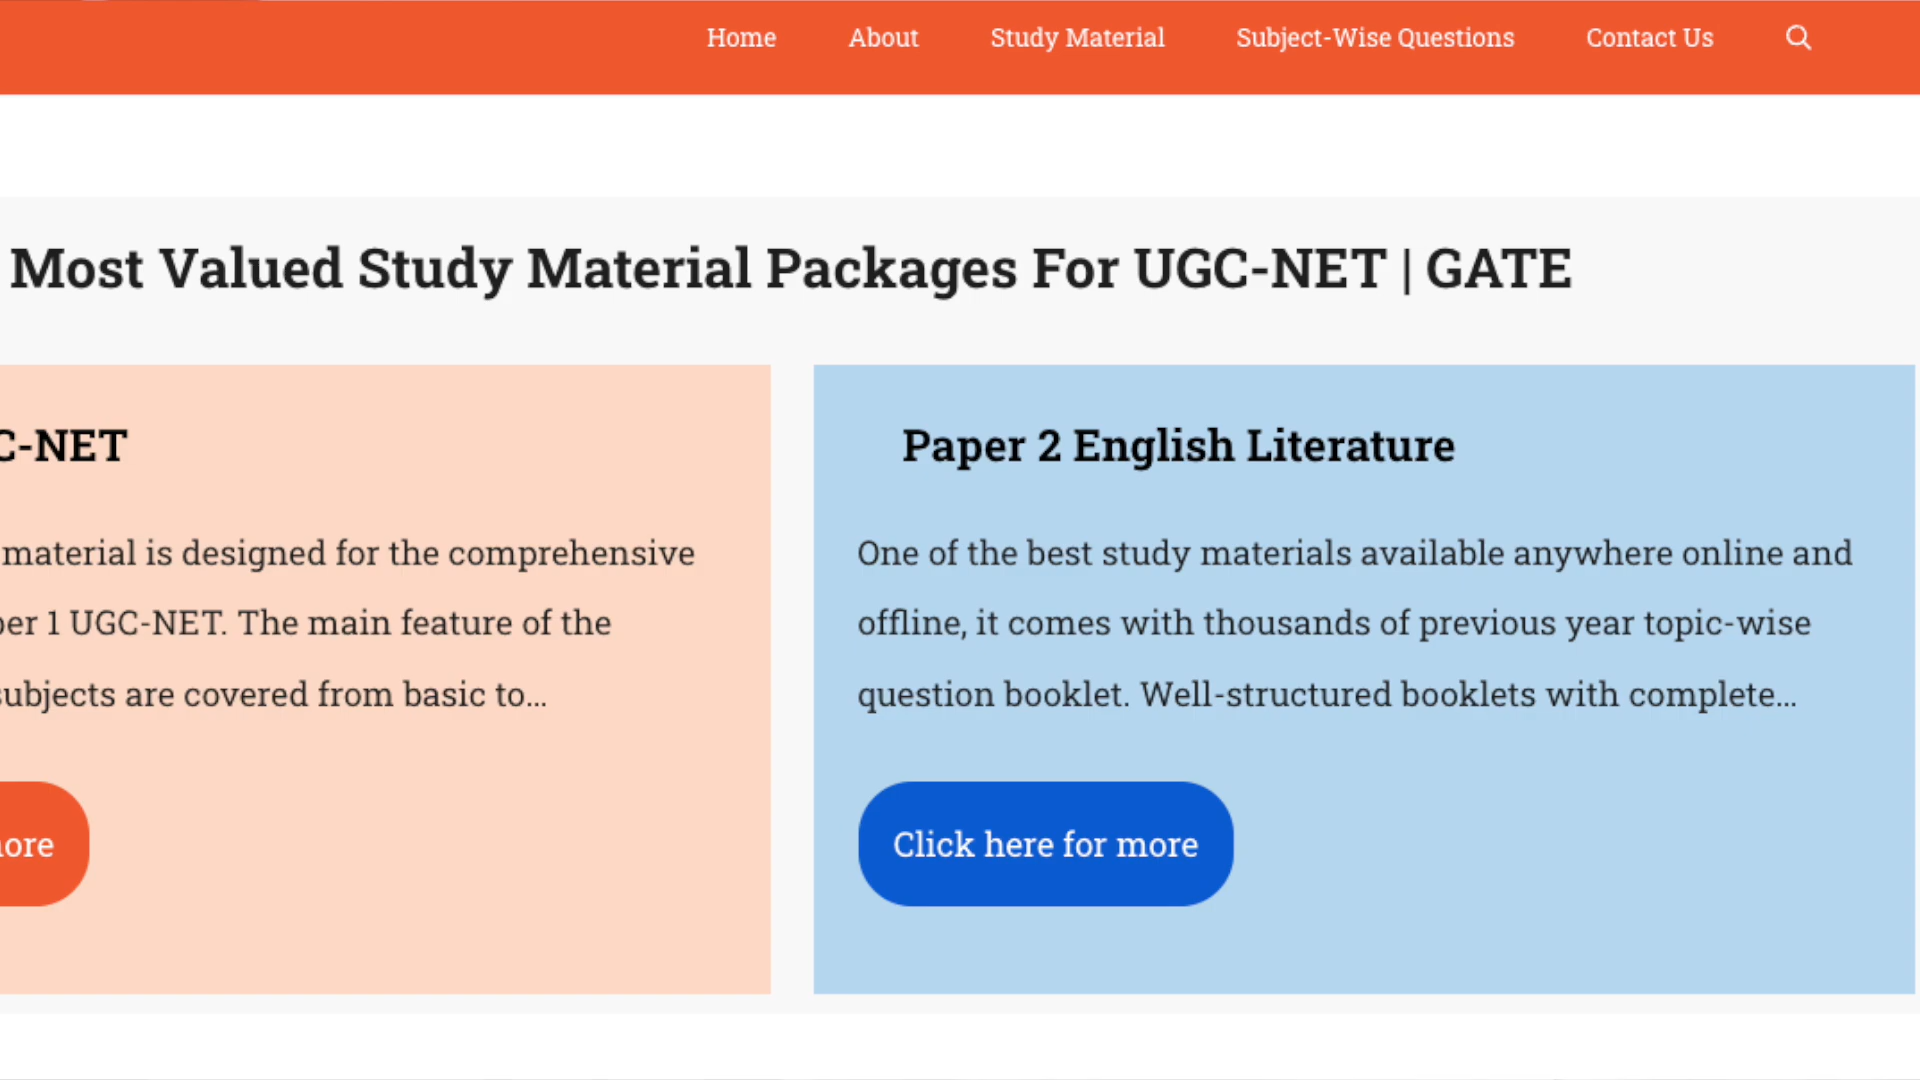 Home About Study Material Subject-Wise Questions Contact Us
Most Valued Study Material Packages For UGC-NET | GATE
C-NET
material is designed for the comprehensive
per 1 UGC-NET. The main feature of the
subjects are covered from basic to...
more
Paper 2 English Literature
One of the best study materials available anywhere online and
offline, it comes with thousands of previous year topic-wise
question booklet. Well-structured booklets with complete...
Click here for more